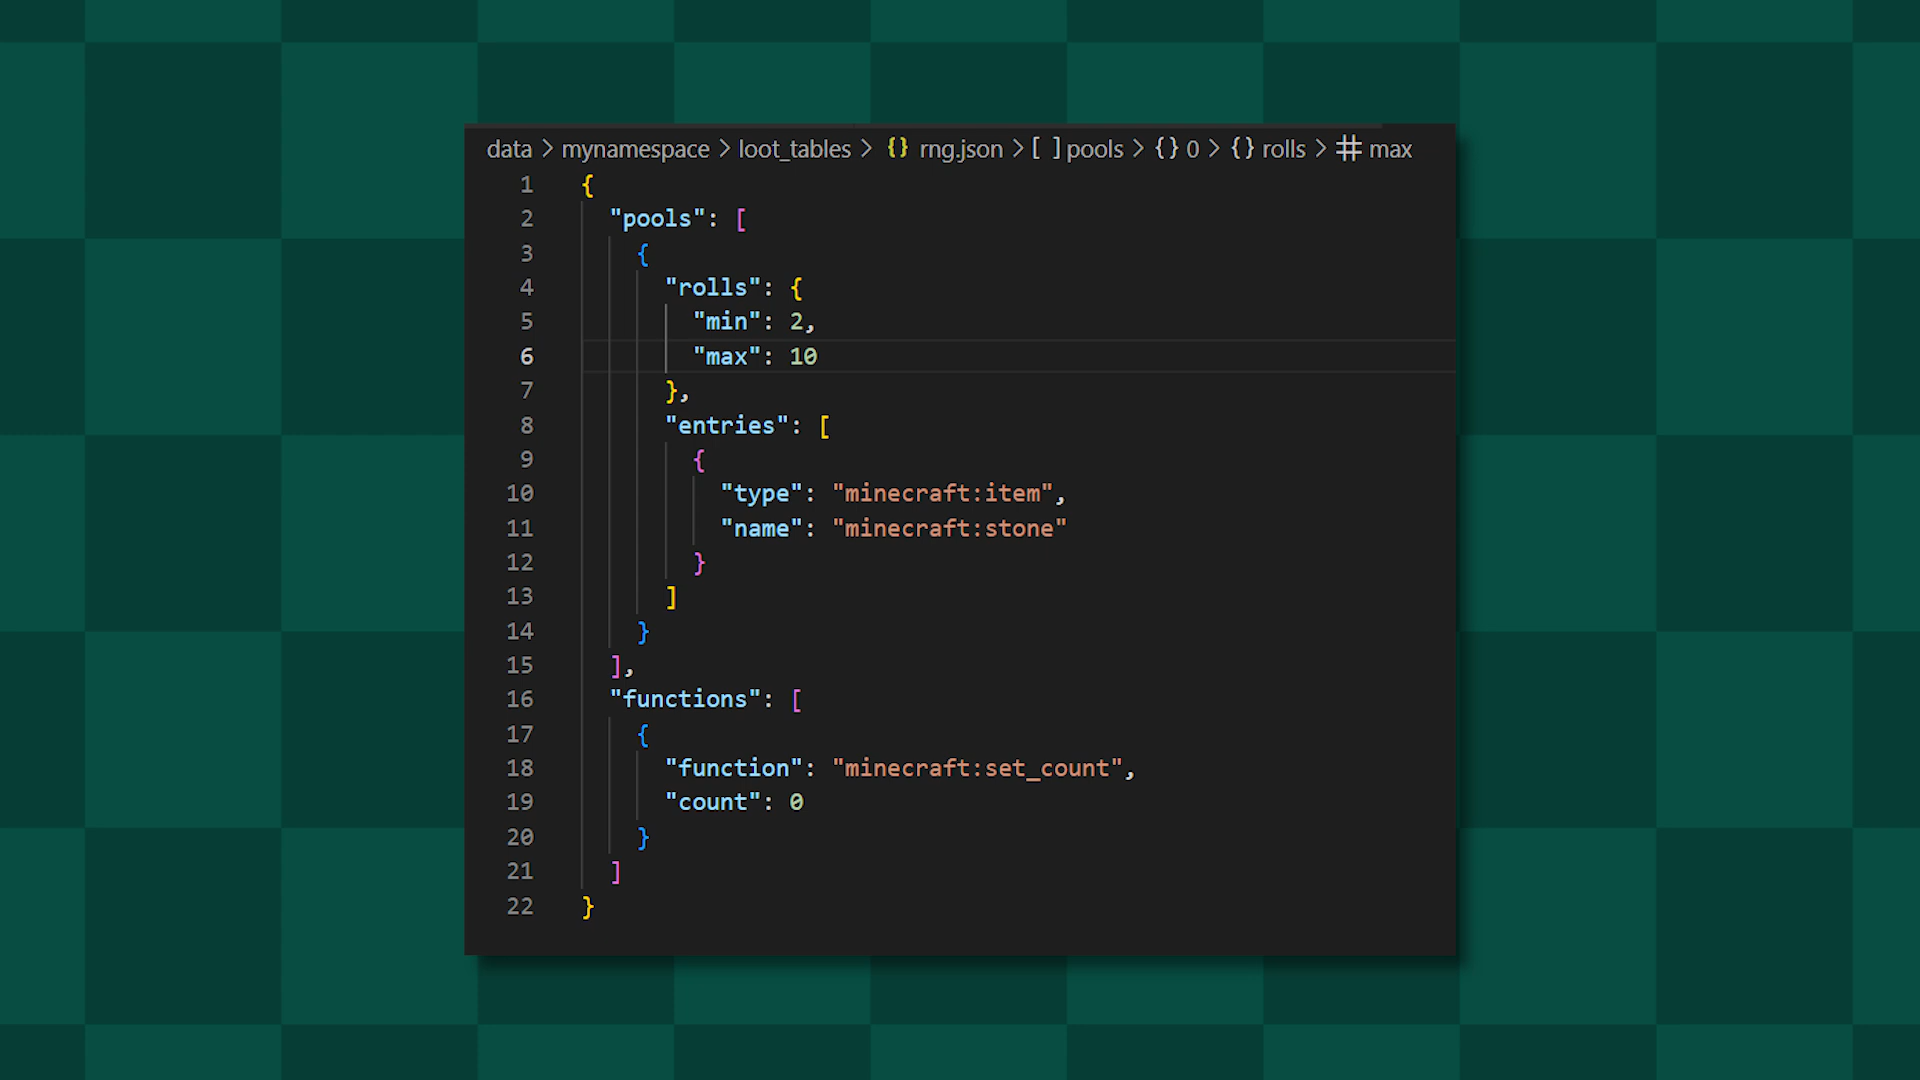 data > mynamespace > loot_tables > {} rng.json > [ ] pools > {} 0 > {} rolls > # max
1 {
2 "pools": [
3 {
4 "rolls": {
5 "min": 2,
6 "max": 10
7 },
8 "entries": [
9 {
10 "type": "minecraft:item",
11 "name": "minecraft:stone"
12 }
13 ]
14 }
15 ],
16 "functions": [
17 {
18 "function": "minecraft:set_count",
19 "count": 0
20 }
21 ]
22 }